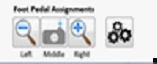 Foot Pedal Assignments
Left Middle Right